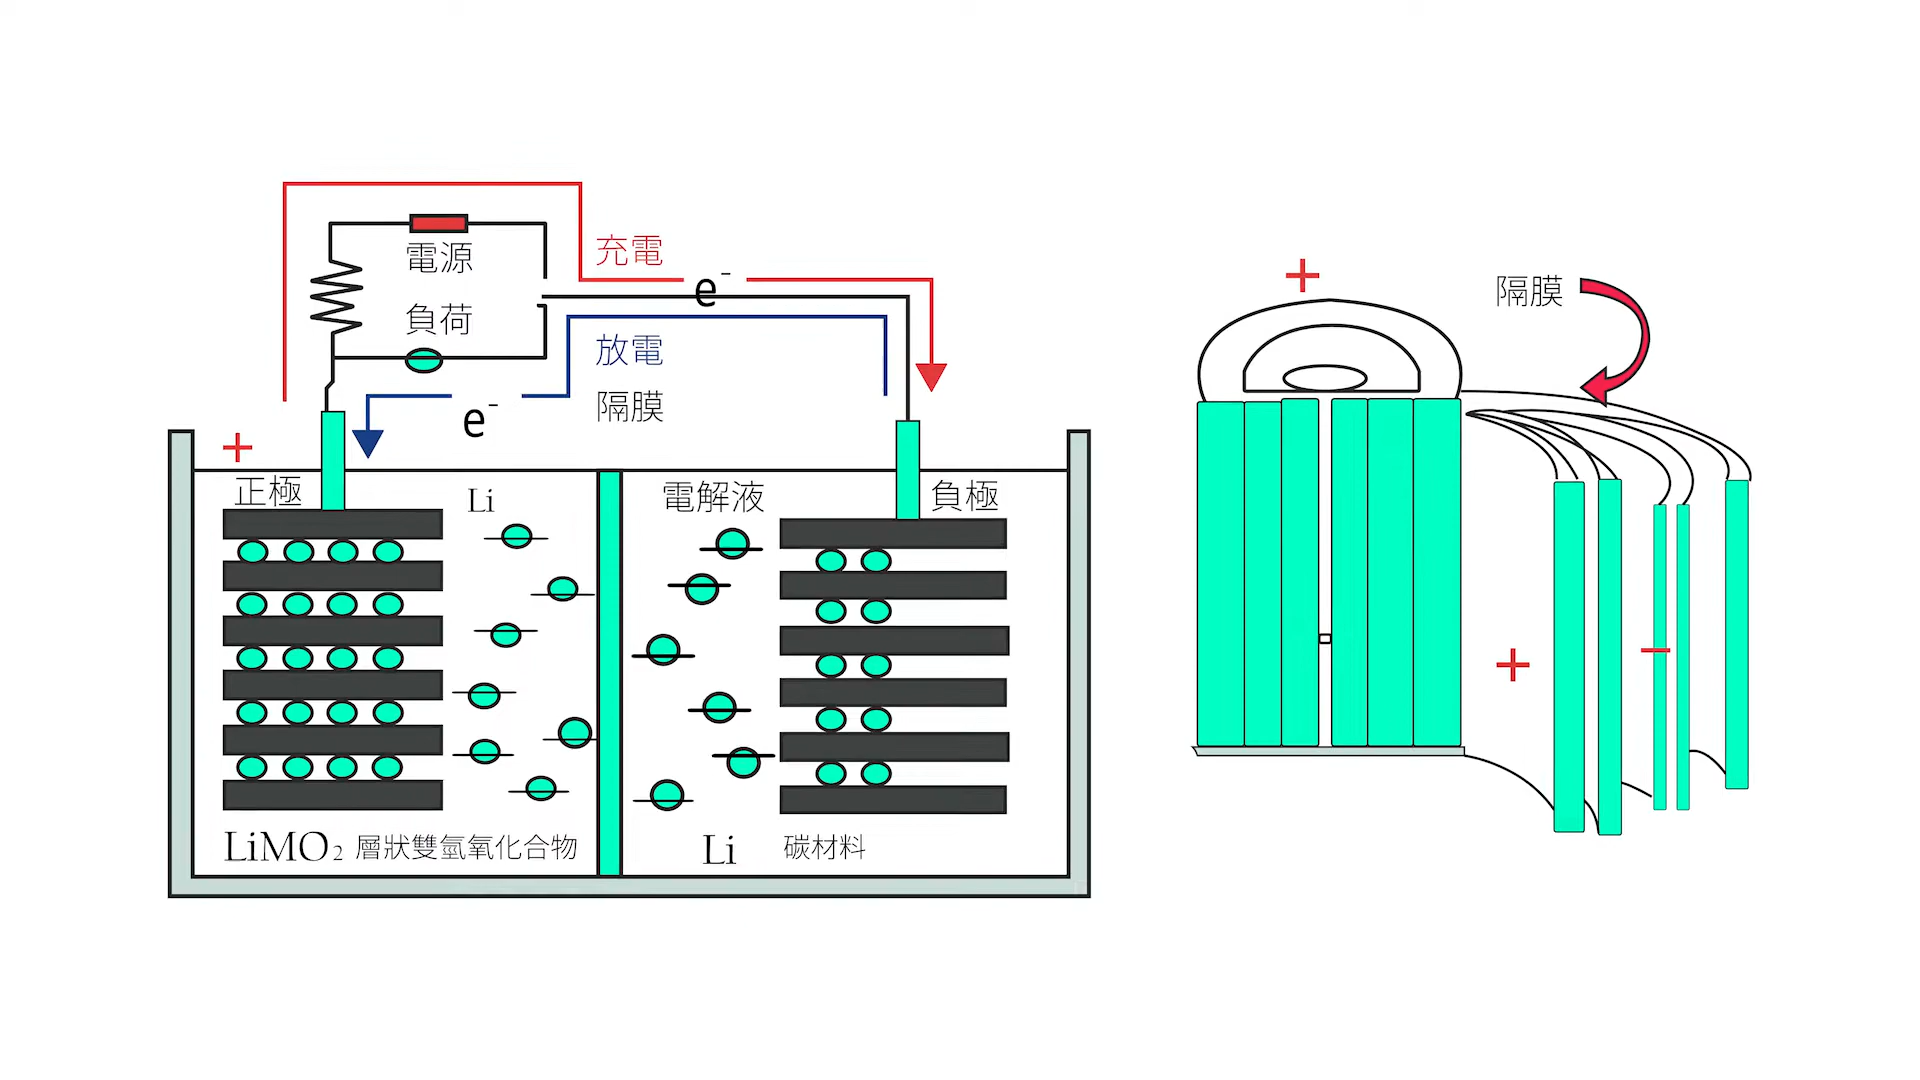 電源
負荷
充電
e⁻
放電
隔膜
e⁻
+
正極
Li
電解液
負極
LiMO₂ 層狀雙氫氧化合物
Li
碳材料
+
隔膜
+
−